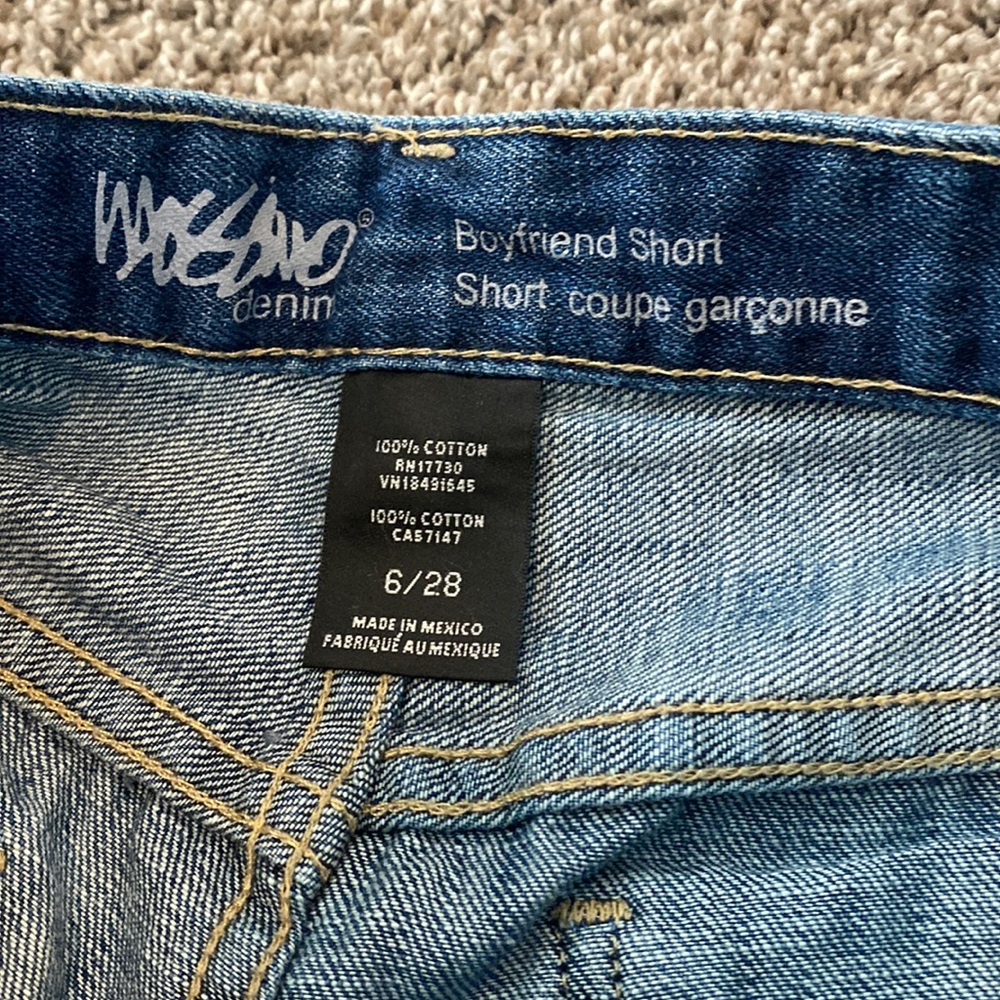 MOSSIMO®
denim
Boyfriend Short
Short coupe garçonne
100% COTTON
RN17730
VN18491645
100% COTTON
CA57147
6/28
MADE IN MEXICO
FABRIQUÉ AU MEXIQUE